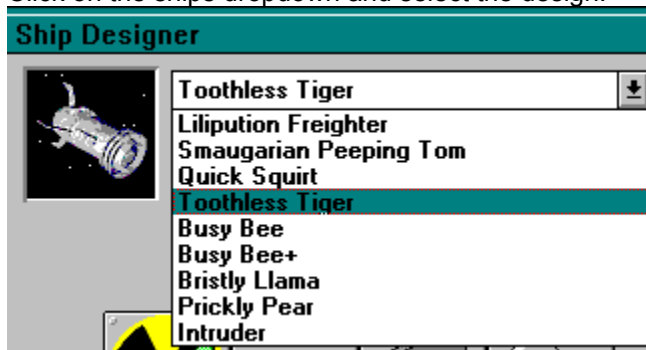 Click on the ships dropdown and select the design.
Ship Designer
Toothless Tiger
Lilipution Freighter
Smaugarian Peeping Tom
Quick Squirt
Toothless Tiger
Busy Bee
Busy Bee+
Bristly Llama
Prickly Pear
Intruder